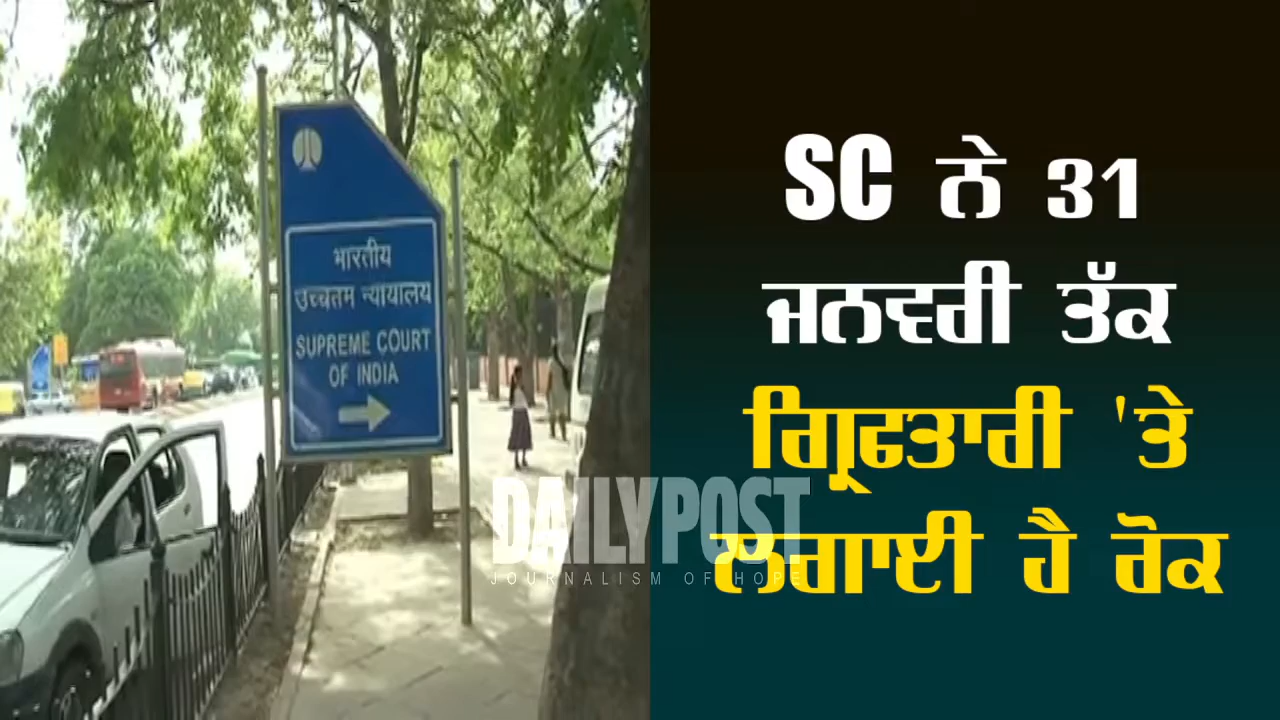 भारतीय
उच्चतम न्यायालय
SUPREME COURT
OF INDIA
SC ਨੇ 31
ਜਨਵਰੀ ਤੱਕ
ਗ੍ਰਿਫਤਾਰੀ 'ਤੇ
ਲਗਾਈ ਹੈ ਰੋਕ
DAILYPOST
JOURNALISM OF HOPE